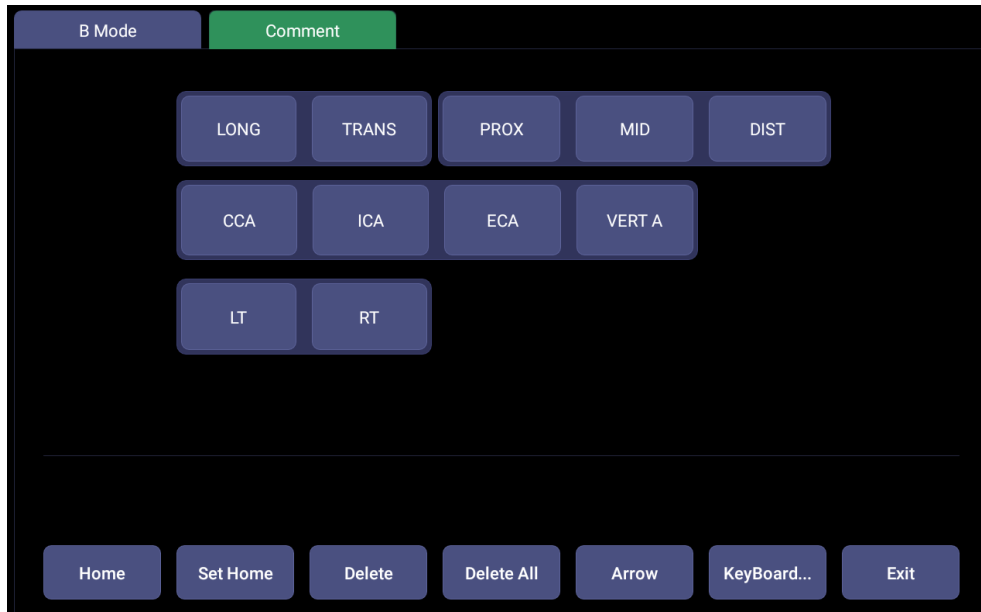 B Mode Comment
LONG TRANS PROX MID DIST
CCA ICA ECA VERT A
LT RT
Home Set Home Delete Delete All Arrow KeyBoard... Exit